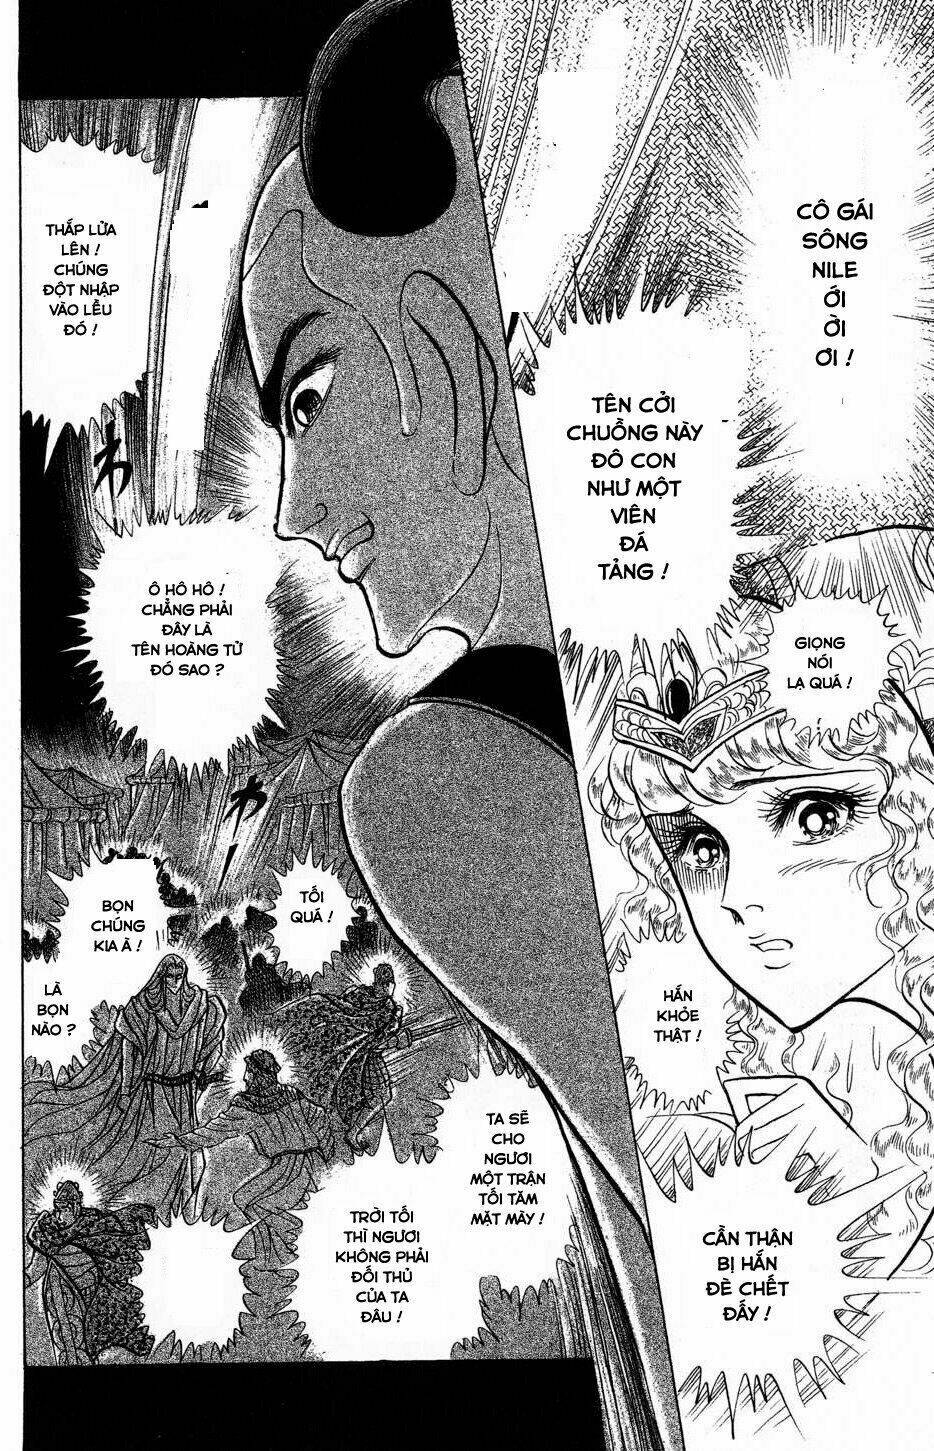 CÔ GÁI
SÔNG
NILE
ỚI
ỜI
ƠI !
TÊN CỞI
CHUỒNG NÀY
ĐÔ CON
NHƯ MỘT
VIÊN
ĐÁ
TẢNG !
GIỌNG
NÓI
LẠ QUÁ !
HẮN
KHỎE
THẬT !
CẨN THẬN
BỊ HẮN
ĐÈ CHẾT
ĐẤY !
THẮP LỬA
LÊN !
CHÚNG
ĐỘT NHẬP
VÀO LỀU
ĐÓ !
わ
Ô HÔ HÔ !
CHẲNG PHẢI
ĐÂY LÀ
TÊN HOÀNG TỬ
ĐÓ SAO ?
わ
TỐI
QUÁ !
BỌN
CHÚNG
KIA À !
LÀ
BỌN
NÀO ?
TA SẼ
CHO
NGƯƠI
MỘT TRẬN
TỐI TĂM
MẶT MÀY !
TRỜI TỐI
THÌ NGƯƠI
KHÔNG PHẢI
ĐỐI THỦ
CỦA TA
ĐÂU !